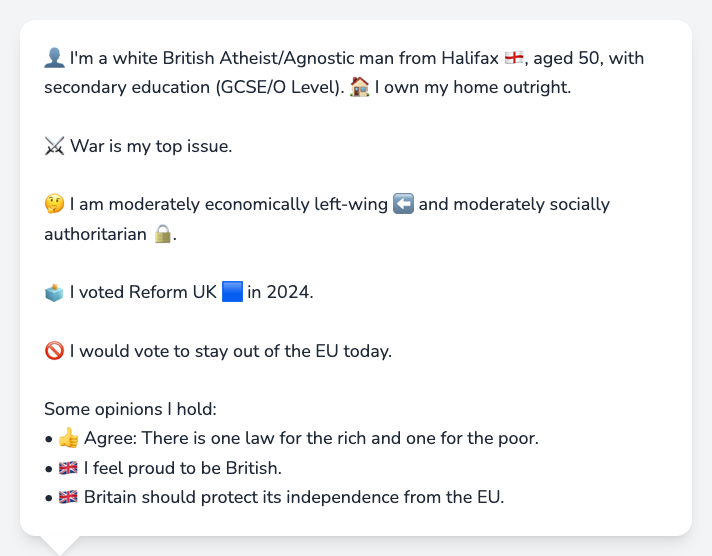 👤 I'm a white British Atheist/Agnostic man from Halifax 🏴󠁧󠁢󠁥󠁮󠁧󠁿, aged 50, with
secondary education (GCSE/O Level). 🏠 I own my home outright.
⚔️ War is my top issue.
🤔 I am moderately economically left-wing ⬅️ and moderately socially
authoritarian 🔒.
🗳️ I voted Reform UK 🟦 in 2024.
🚫 I would vote to stay out of the EU today.
Some opinions I hold:
• 👍 Agree: There is one law for the rich and one for the poor.
• 🇬🇧 I feel proud to be British.
• 🇬🇧 Britain should protect its independence from the EU.